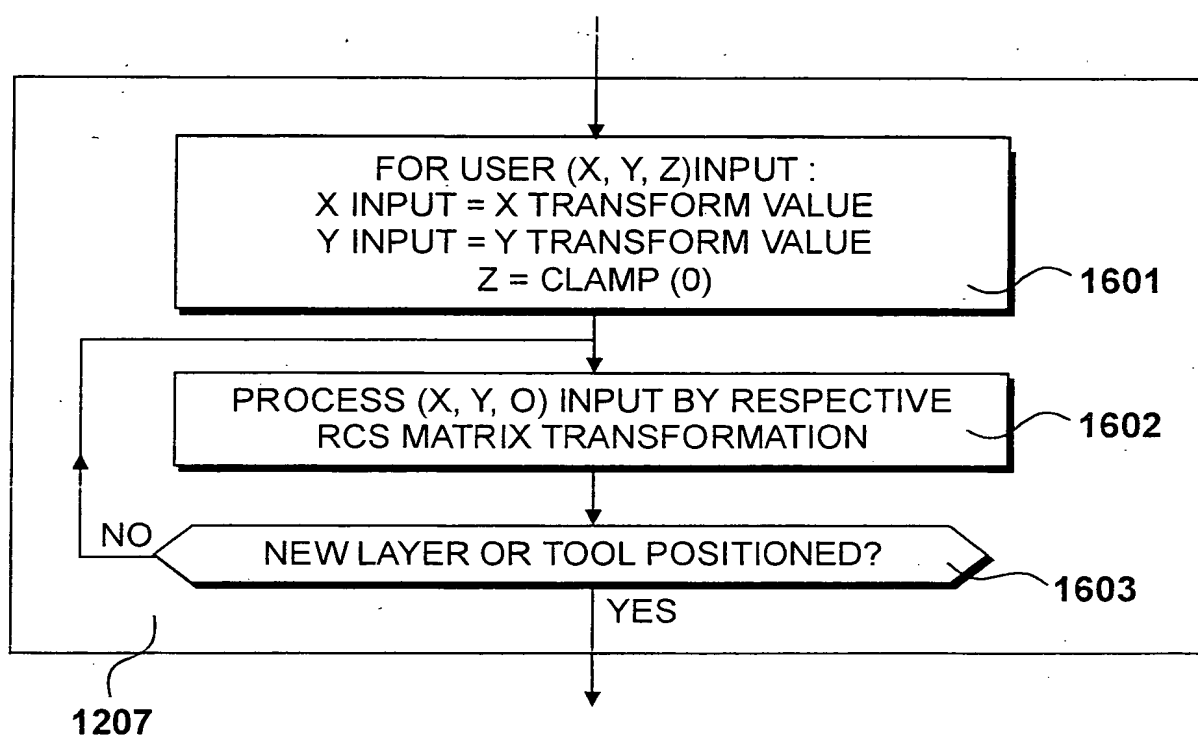 FOR USER (X, Y, Z)INPUT :
X INPUT = X TRANSFORM VALUE
Y INPUT = Y TRANSFORM VALUE
Z = CLAMP (0)
1601
PROCESS (X, Y, O) INPUT BY RESPECTIVE
RCS MATRIX TRANSFORMATION
1602
NO
NEW LAYER OR TOOL POSITIONED?
1603
YES
1207